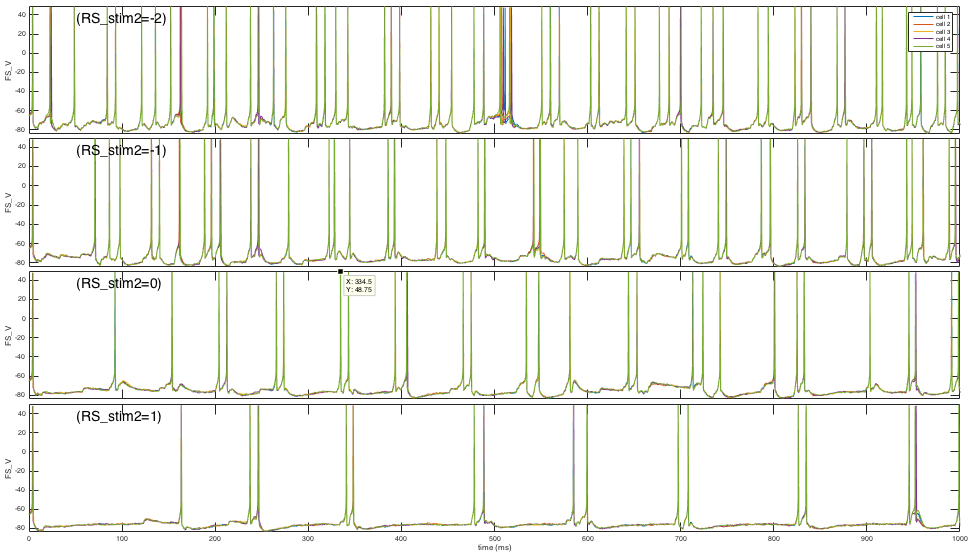 (RS_stim2=-2)
cell 1
cell 2
cell 3
cell 4
cell 5
FS_V
40
20
0
-20
-40
-60
-80
(RS_stim2=-1)
FS_V
40
20
0
-20
-40
-60
-80
(RS_stim2=0)
X: 334.5
Y: 48.75
FS_V
40
20
0
-20
-40
-60
-80
(RS_stim2=1)
FS_V
40
20
0
-20
-40
-60
-80
0 100 200 300 400 500 600 700 800 900 1000
time (ms)